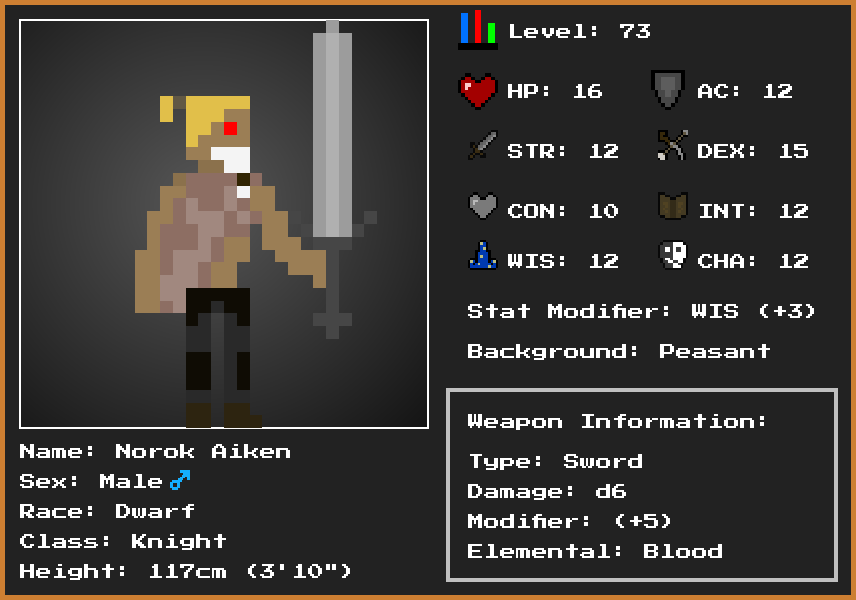 Level: 73
HP: 16 AC: 12
STR: 12 DEX: 15
CON: 10 INT: 12
WIS: 12 CHA: 12
Stat Modifier: WIS (+3)
Background: Peasant
Weapon Information:
Type: Sword
Damage: d6
Modifier: (+5)
Elemental: Blood
Name: Norok Aiken
Sex: Male♂
Race: Dwarf
Class: Knight
Height: 117cm (3'10")